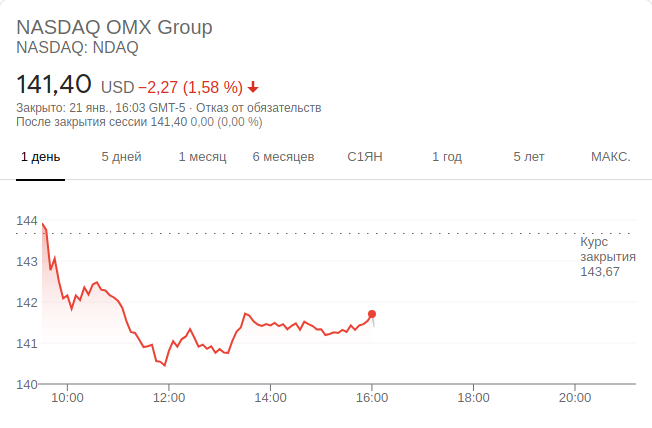 NASDAQ OMX Group
NASDAQ: NDAQ
141,40 USD −2,27 (1,58 %)
Закрыто: 21 янв., 16:03 GMT-5 · Отказ от обязательств
После закрытия сессии 141,40 0,00 (0,00 %)
1 день 5 дней 1 месяц 6 месяцев С1ЯН 1 год 5 лет МАКС.
144
Курс
закрытия
143,67
143
142
141
140
10:00 12:00 14:00 16:00 18:00 20:00